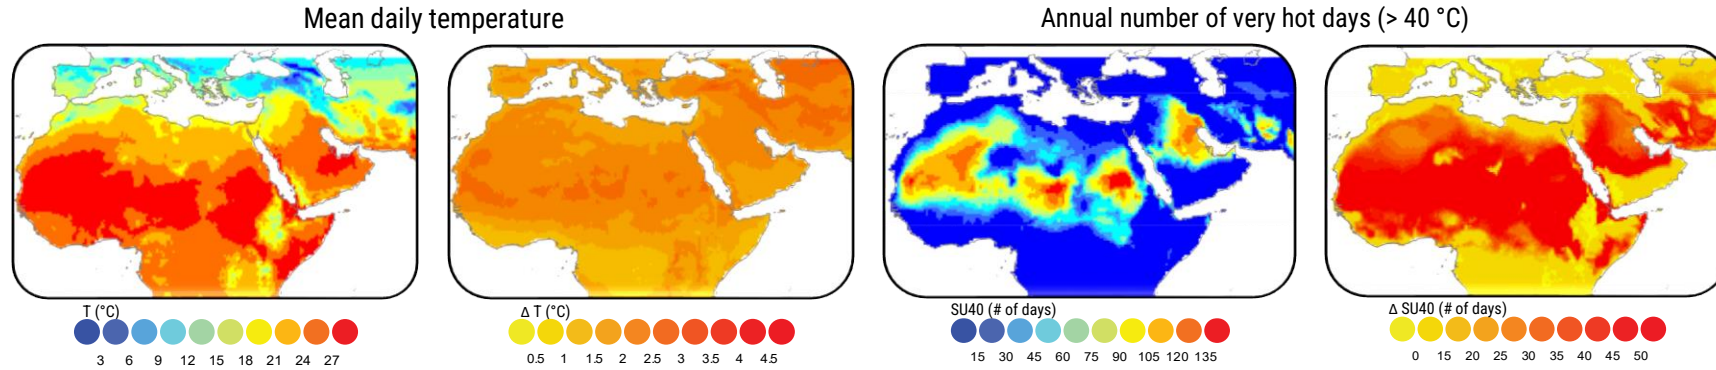 Mean daily temperature
Annual number of very hot days (> 40 °C)
T (°C)
3 6 9 12 15 18 21 24 27
Δ T (°C)
0.5 1 1.5 2 2.5 3 3.5 4 4.5
SU40 (# of days)
15 30 45 60 75 90 105 120 135
Δ SU40 (# of days)
0 15 20 25 30 35 40 45 50